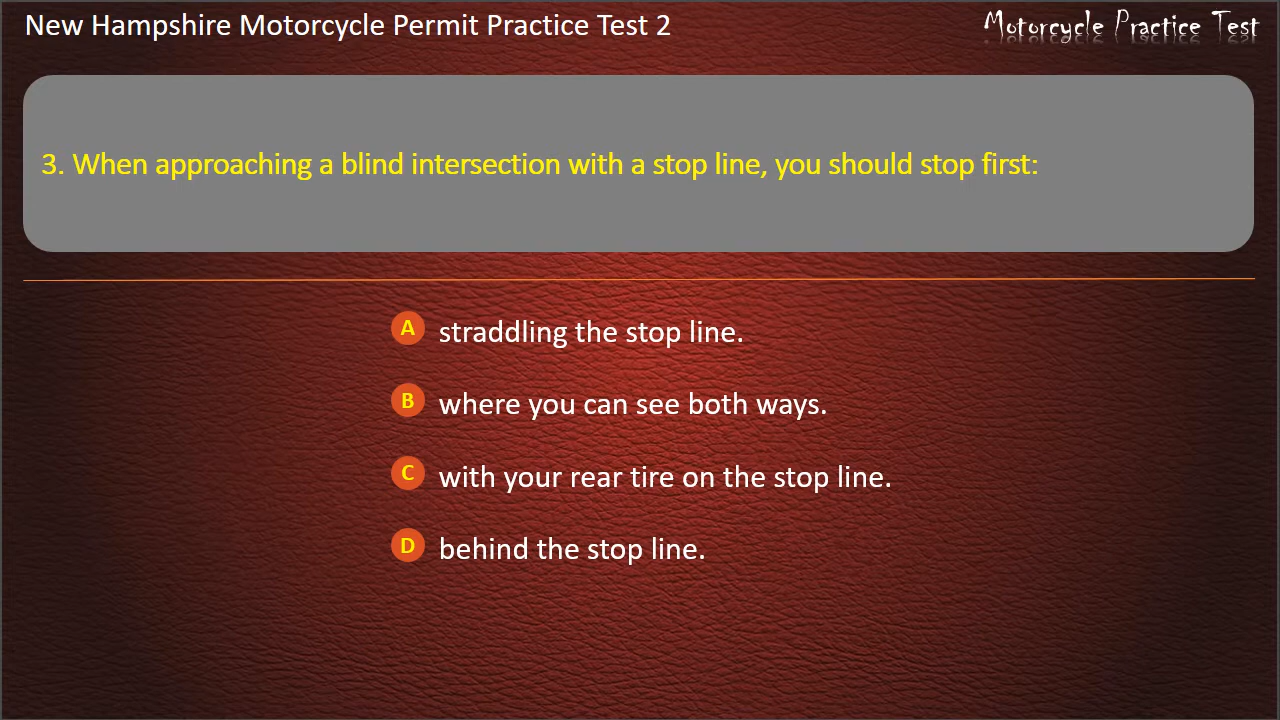 New Hampshire Motorcycle Permit Practice Test 2
Motorcycle Practice Test
3. When approaching a blind intersection with a stop line, you should stop first:
A straddling the stop line.
B where you can see both ways.
C with your rear tire on the stop line.
D behind the stop line.